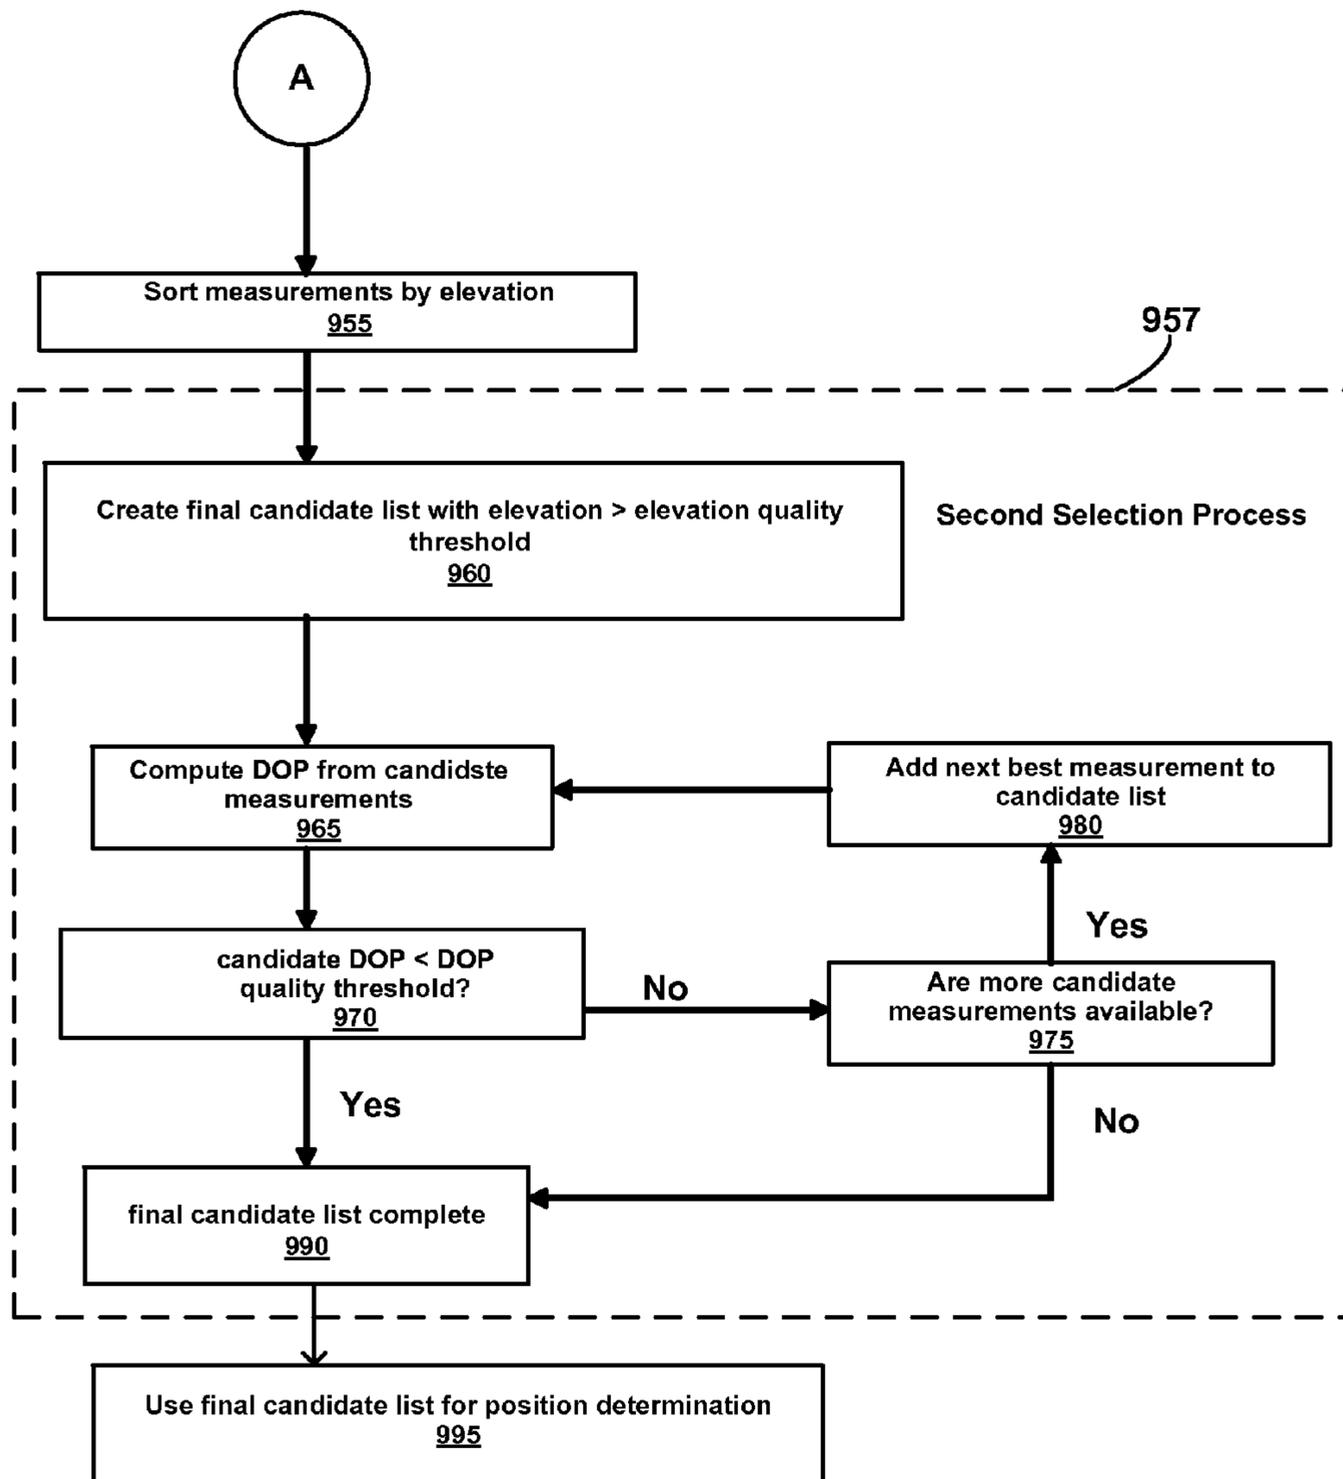 A
Sort measurements by elevation
955
957
Create final candidate list with elevation > elevation quality
threshold
960
Second Selection Process
Compute DOP from candidste
measurements
965
Add next best measurement to
candidate list
980
Yes
candidate DOP < DOP
quality threshold?
970
No
Are more candidate
measurements available?
975
Yes
No
final candidate list complete
990
Use final candidate list for position determination
995